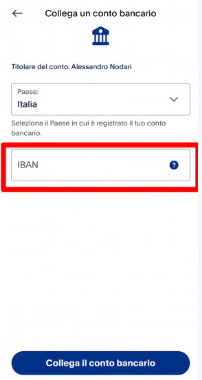 Collega un conto bancario
Titolare del conto: Alessandro Nodari
Paese:
Italia
Seleziona il Paese in cui è registrato il tuo conto
bancario.
IBAN
?
Collega il conto bancario